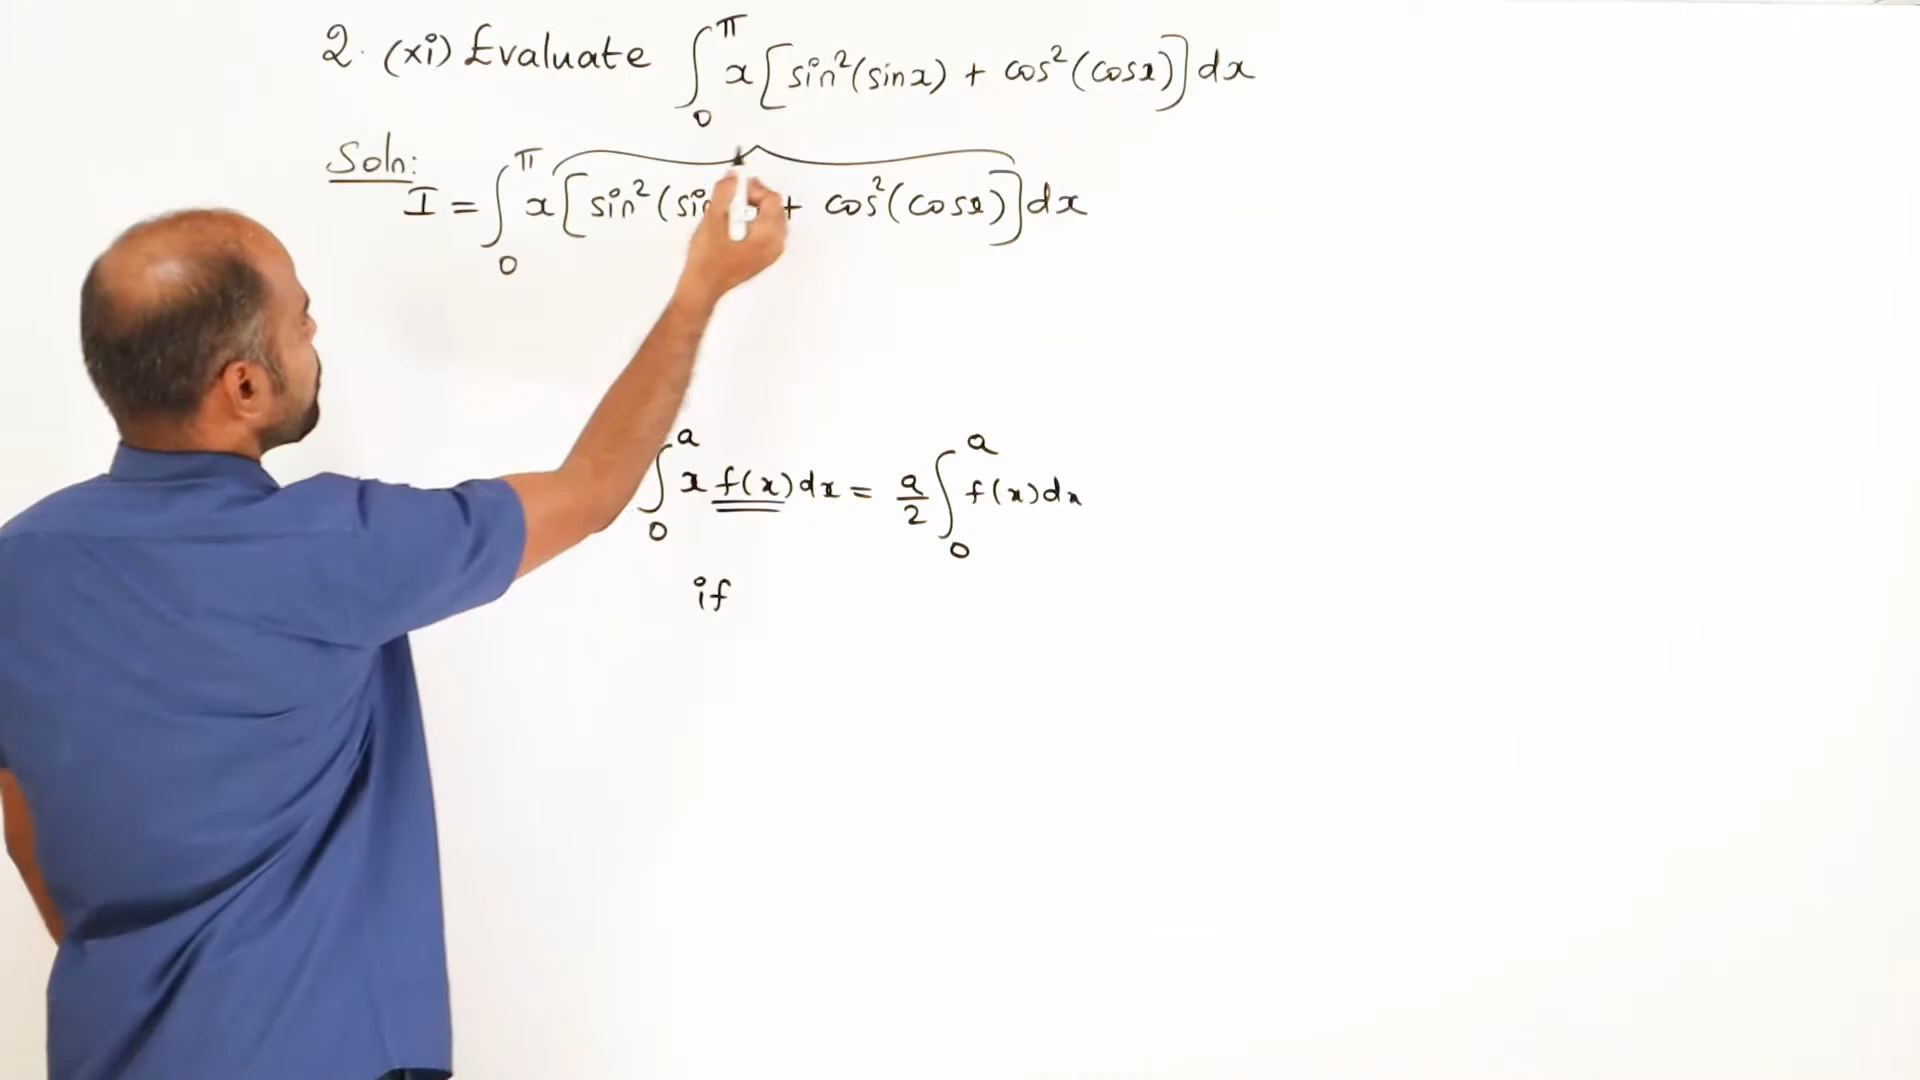 2. (xi) Evaluate ∫₀^π x[sin²(sinx) + cos²(cosx)]dx
Soln:
I = ∫₀^π x[sin²(si + cos²(cosx)]dx
∫₀^a x f(x)dx = a/2 ∫₀^a f(x)dx
if